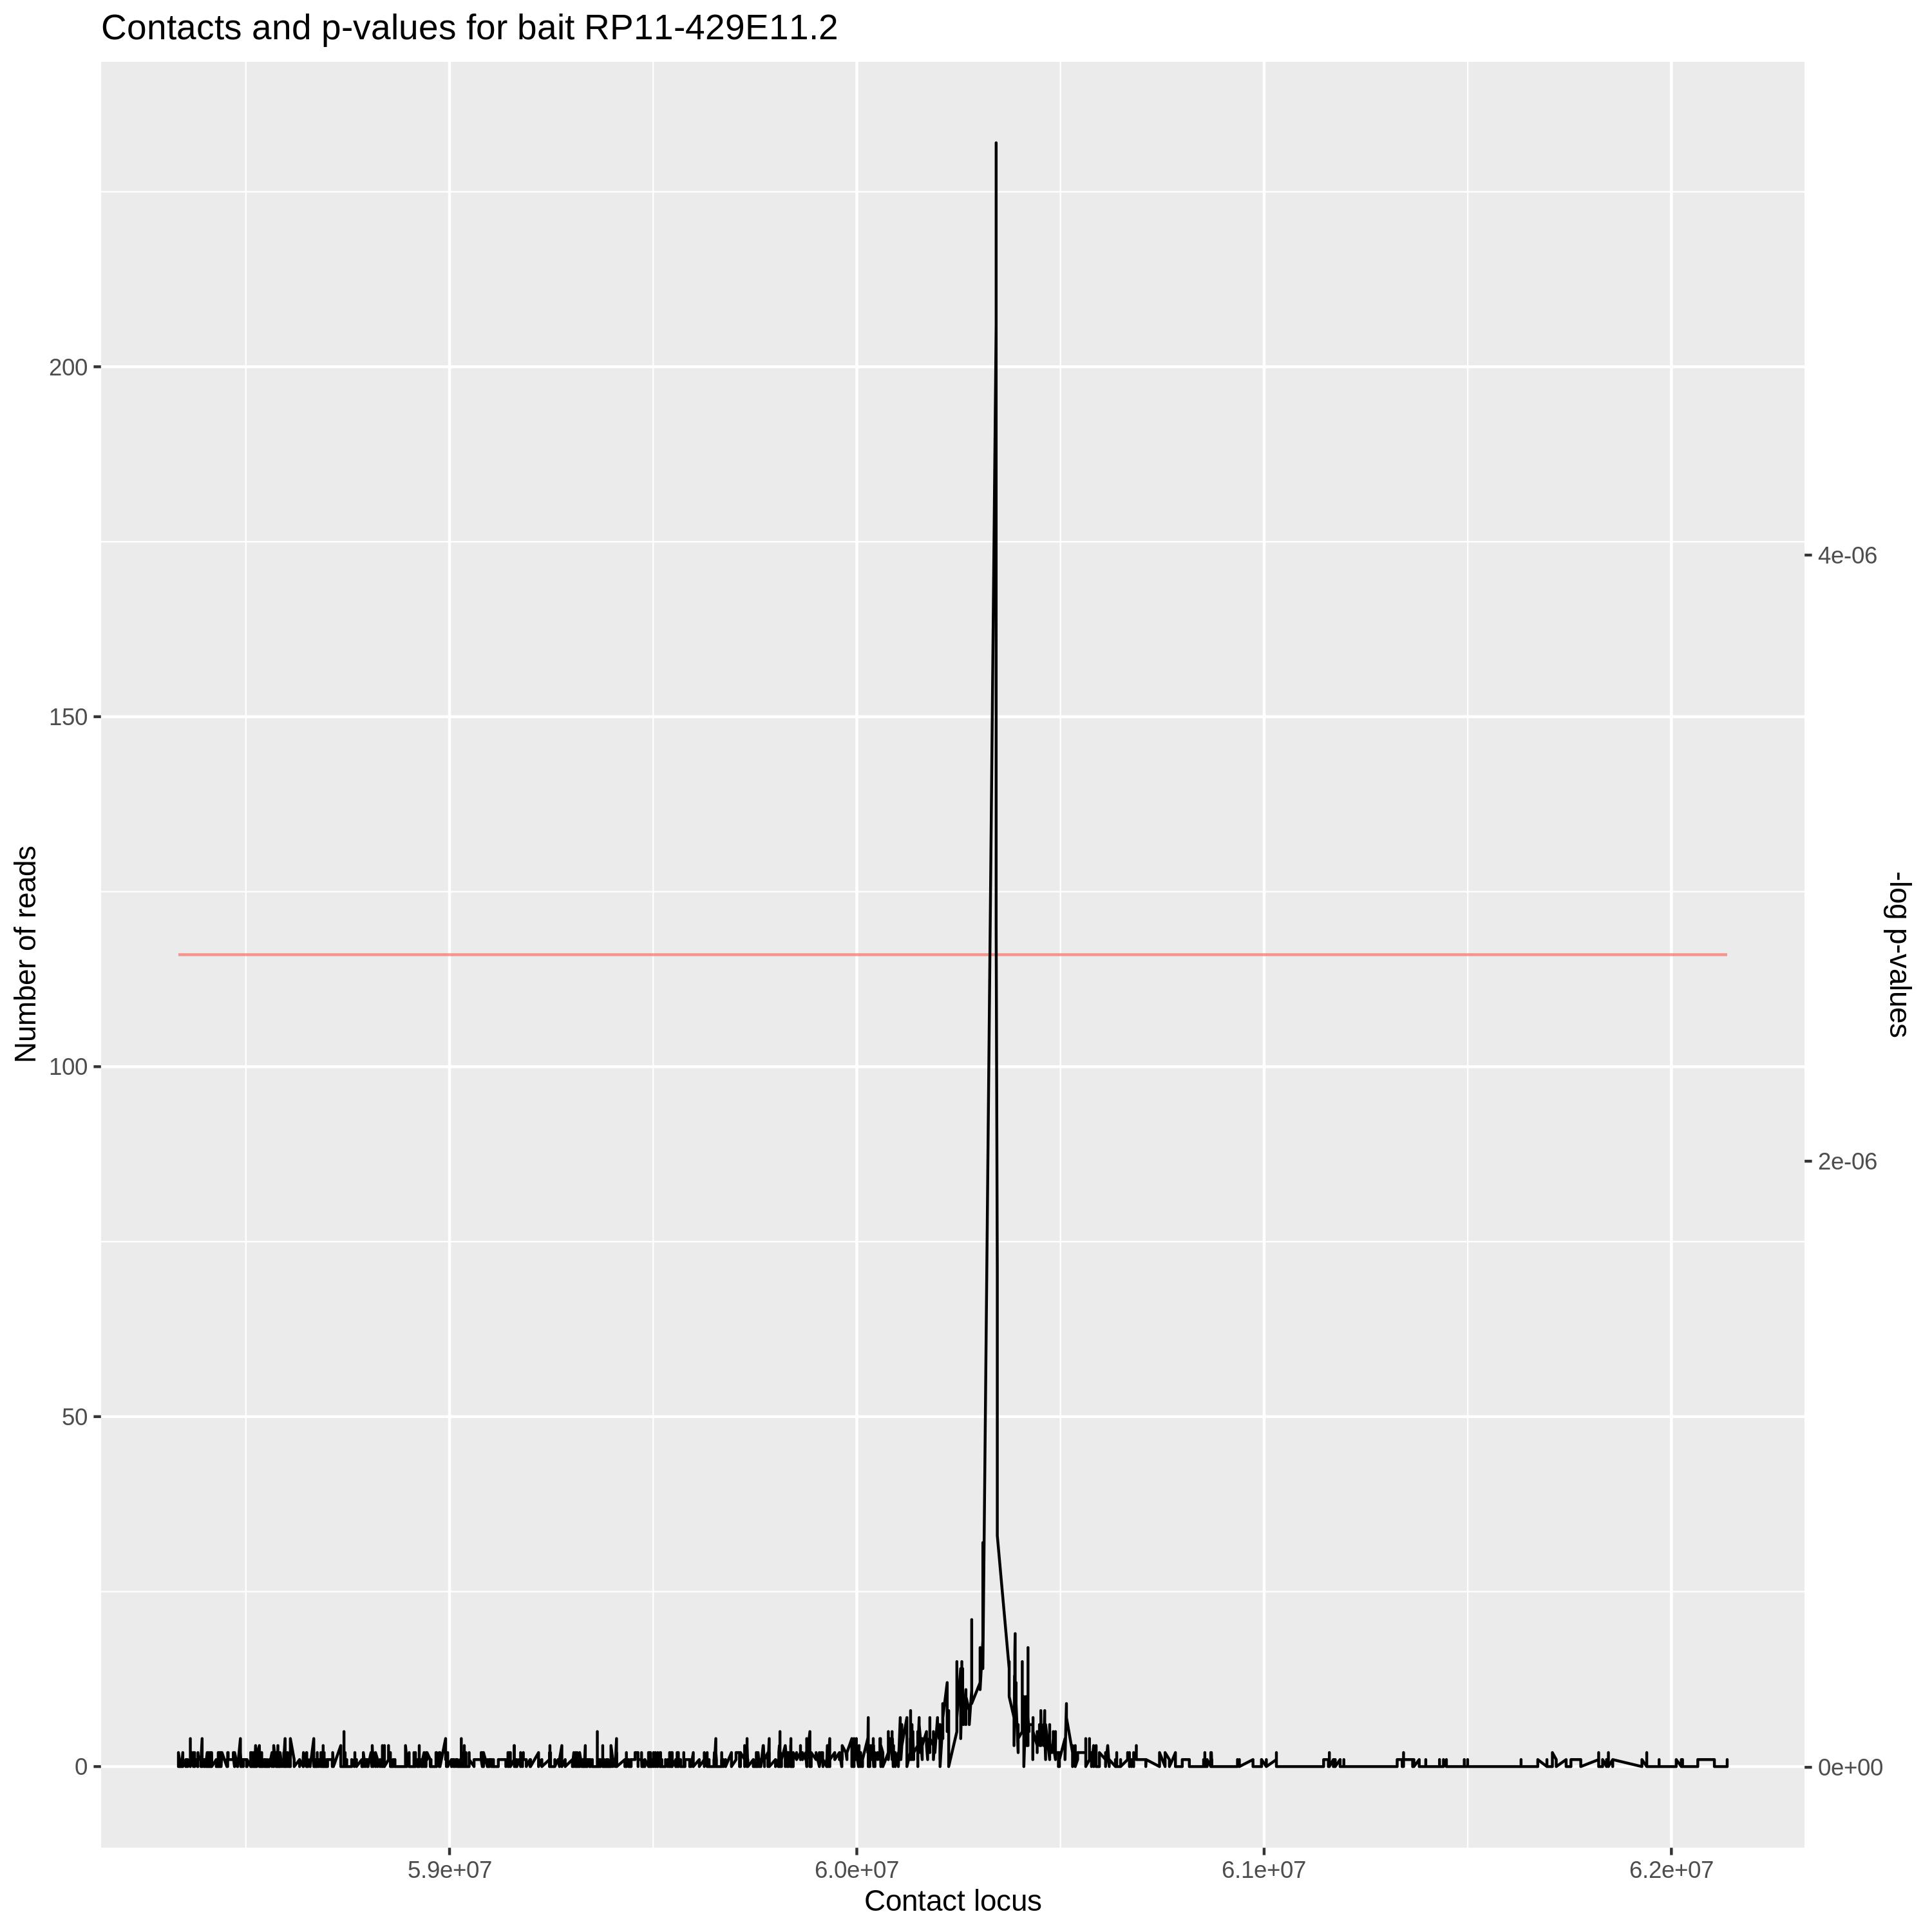 Contacts and p-values for bait RP11-429E11.2
200
150
100
50
0
Number of reads
4e-06
2e-06
0e+00
-log p-values
5.9e+07
6.0e+07
6.1e+07
6.2e+07
Contact locus